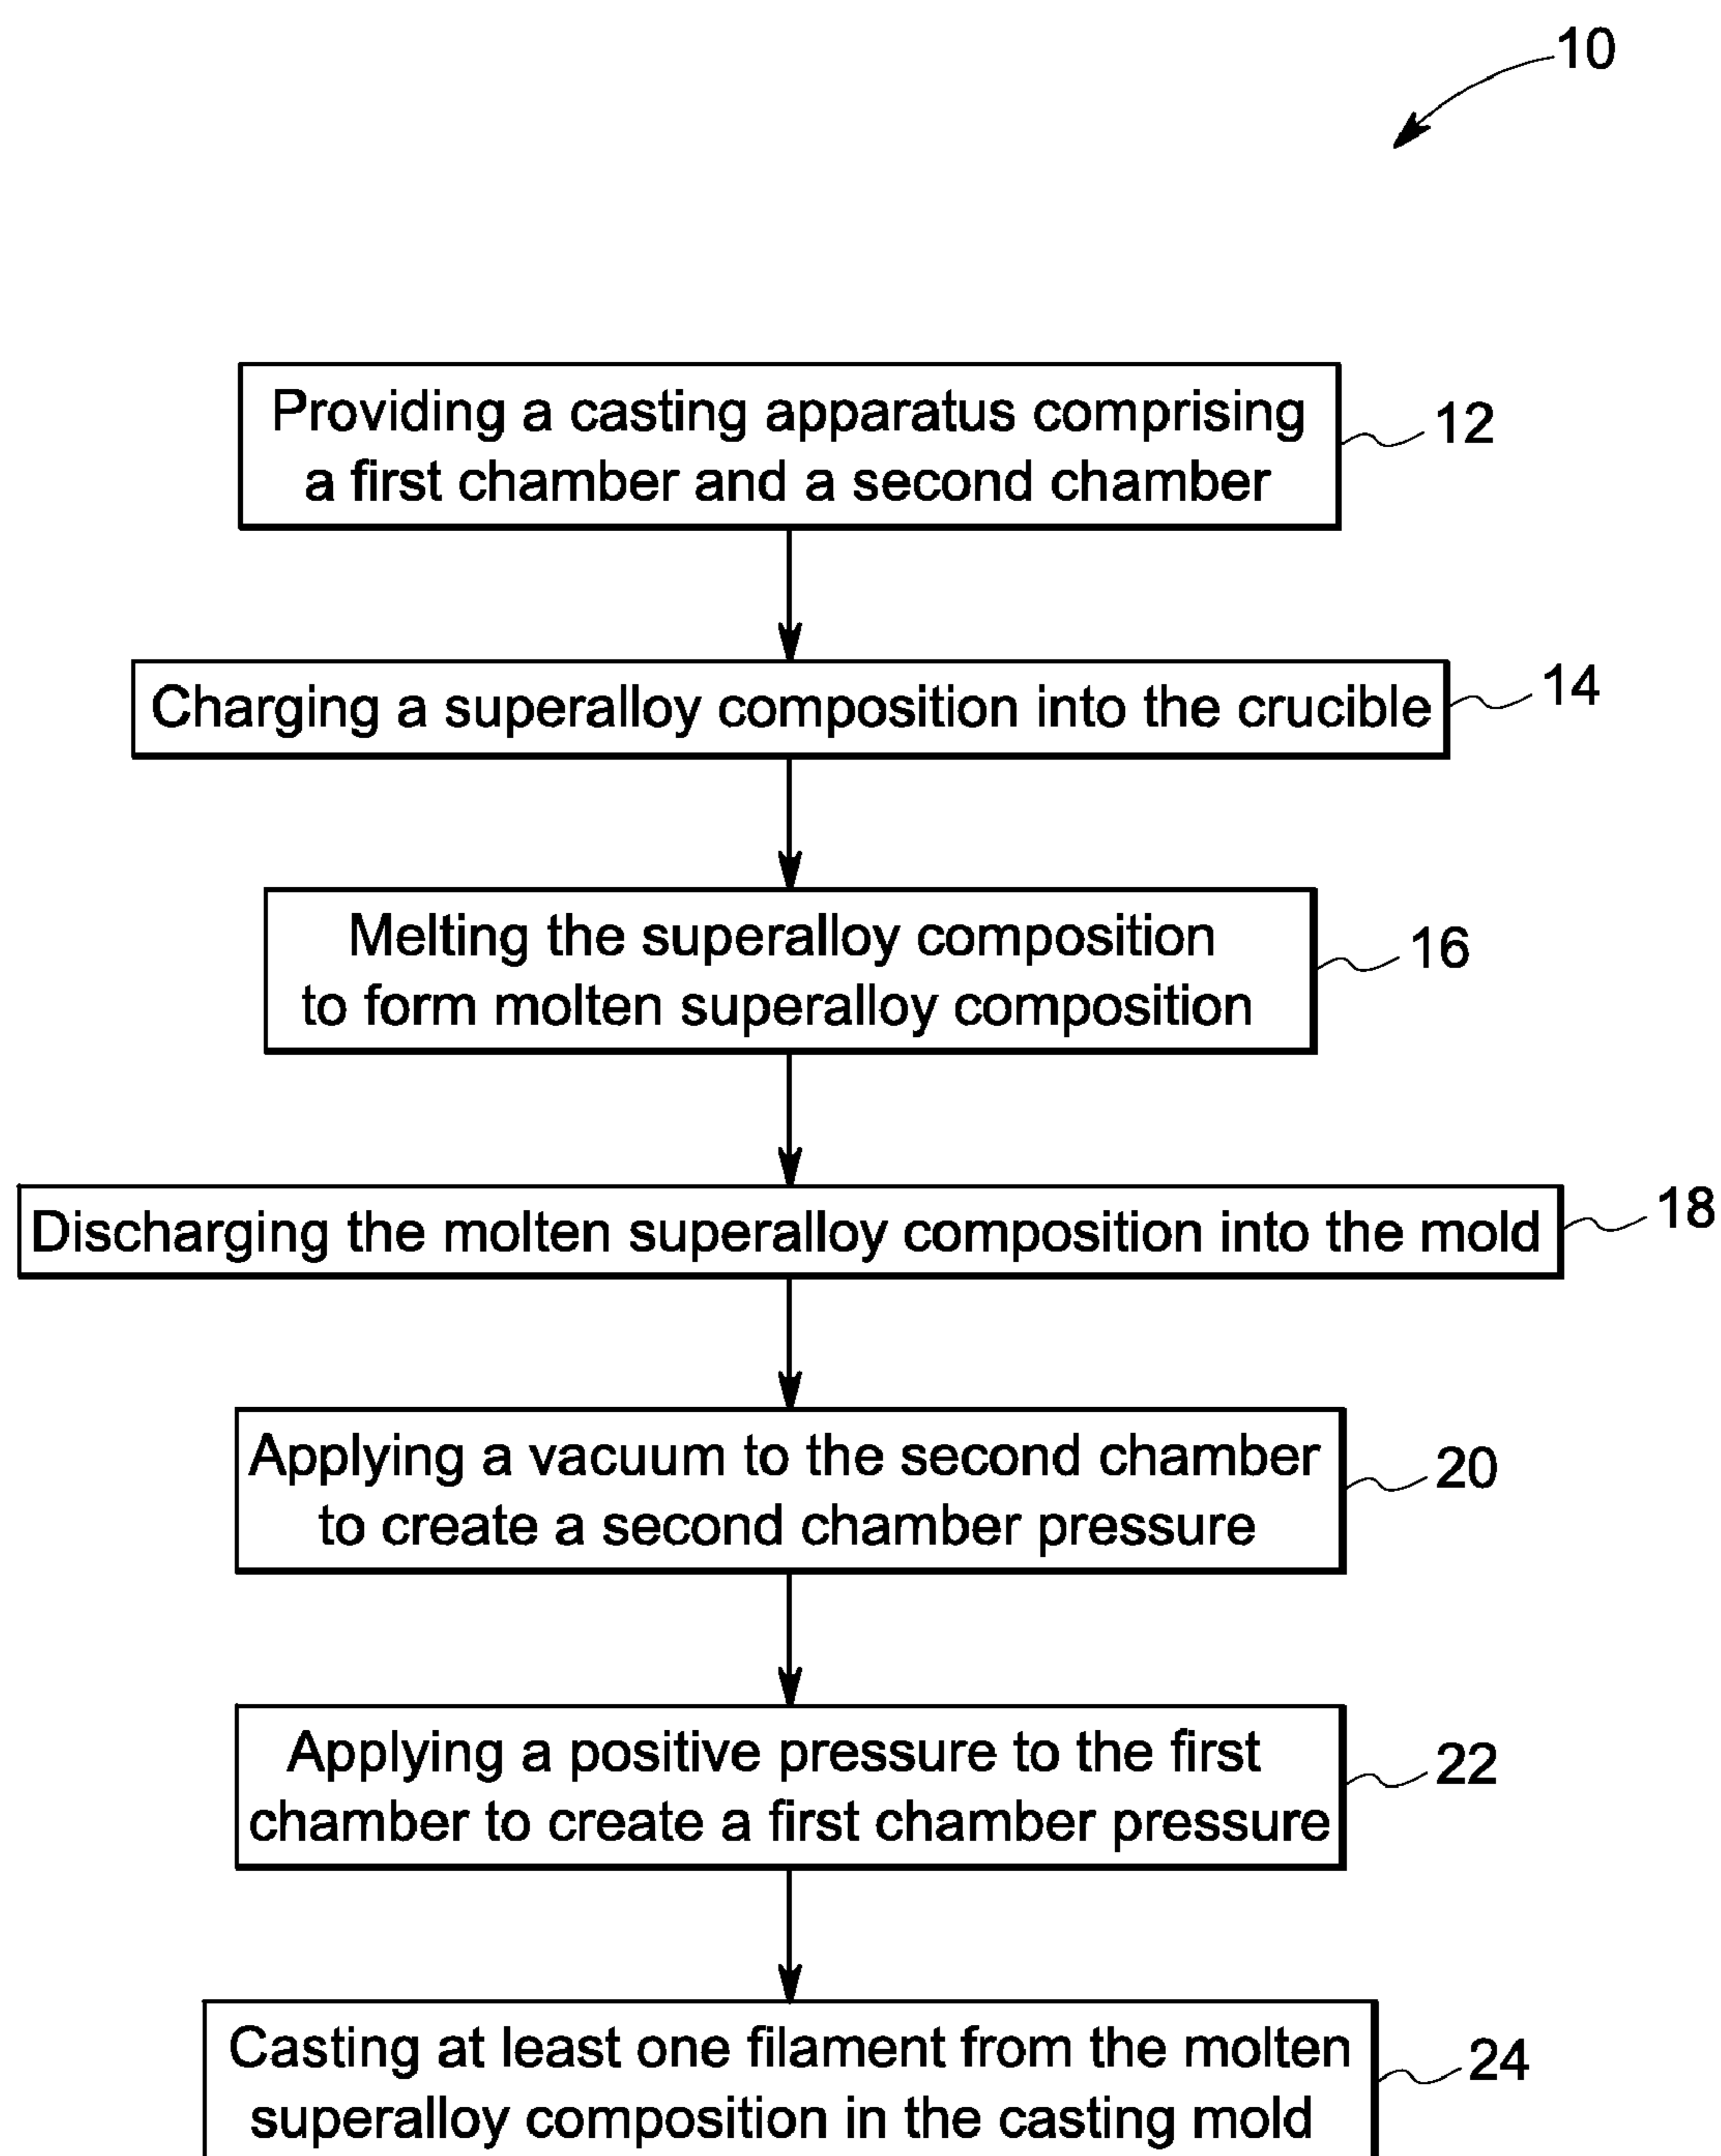 10
Providing a casting apparatus comprising
a first chamber and a second chamber
12
Charging a superalloy composition into the crucible
14
Melting the superalloy composition
to form molten superalloy composition
16
Discharging the molten superalloy composition into the mold
18
Applying a vacuum to the second chamber
to create a second chamber pressure
20
Applying a positive pressure to the first
chamber to create a first chamber pressure
22
Casting at least one filament from the molten
superalloy composition in the casting mold
24